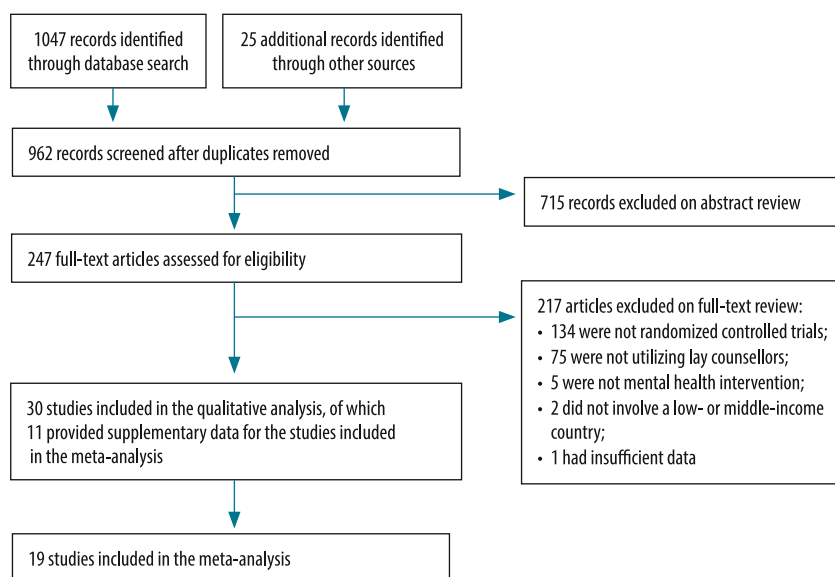 1047 records identified
through database search
25 additional records identified
through other sources
962 records screened after duplicates removed
715 records excluded on abstract review
247 full-text articles assessed for eligibility
217 articles excluded on full-text review:
• 134 were not randomized controlled trials;
• 75 were not utilizing lay counsellors;
• 5 were not mental health intervention;
• 2 did not involve a low- or middle-income
country;
• 1 had insufficient data
30 studies included in the qualitative analysis, of which
11 provided supplementary data for the studies included
in the meta-analysis
19 studies included in the meta-analysis